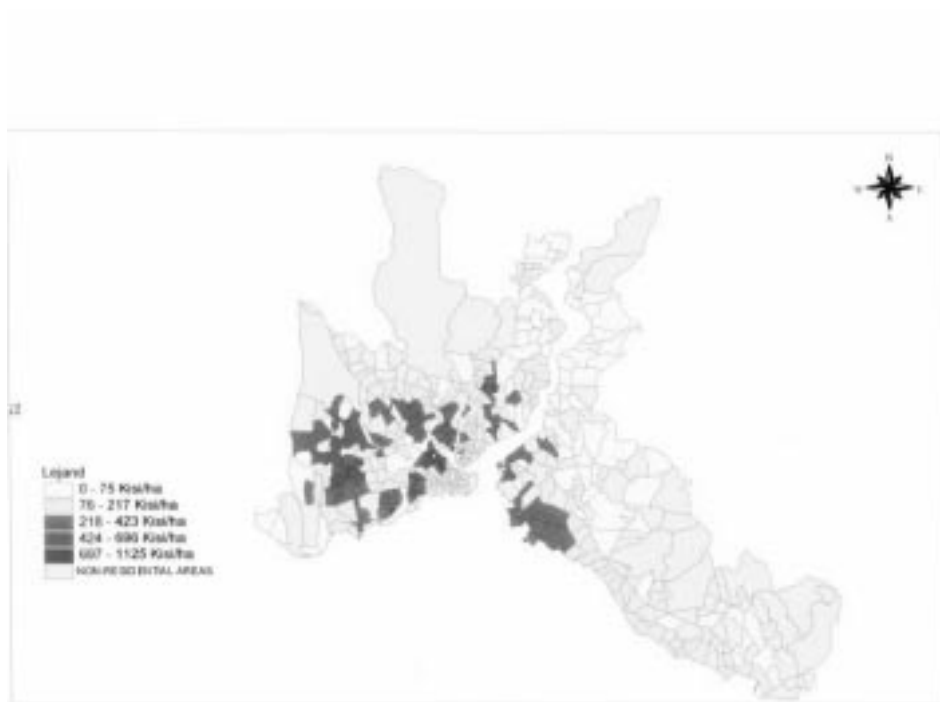 Lejand
0 - 75 Kisi/ha
76 - 217 Kisi/ha
218 - 423 Kisi/ha
424 - 696 Kisi/ha
697 - 1125 Kisi/ha
NON-RESIDENTIAL AREAS